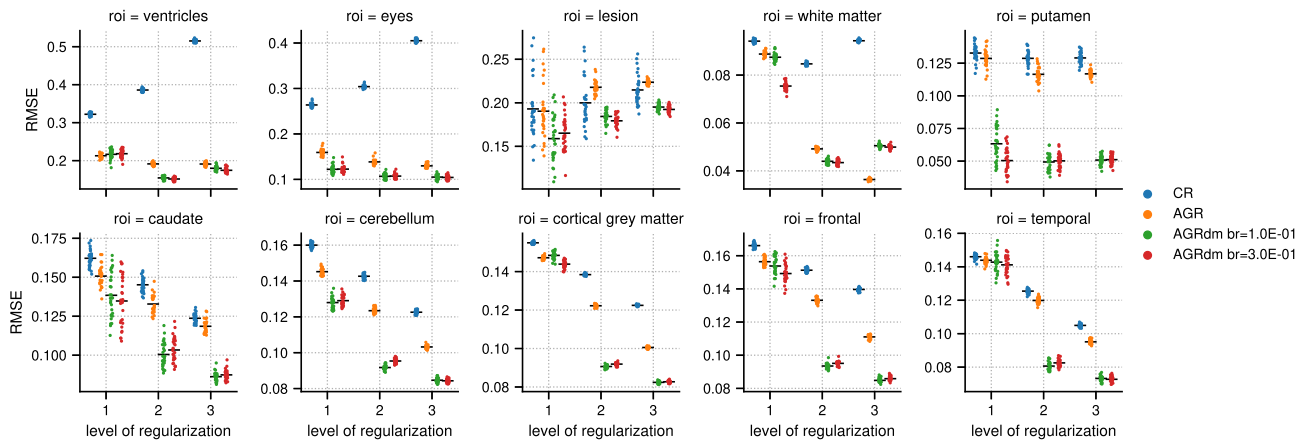 roi = ventricles
roi = eyes
roi = lesion
roi = white matter
roi = putamen
RMSE
0.5
0.4
0.3
0.2
0.4
0.3
0.2
0.1
0.25
0.20
0.15
0.08
0.06
0.04
0.125
0.100
0.075
0.050
CR
AGR
AGRdm br=1.0E-01
AGRdm br=3.0E-01
roi = caudate
roi = cerebellum
roi = cortical grey matter
roi = frontal
roi = temporal
RMSE
0.175
0.150
0.125
0.100
0.16
0.14
0.12
0.10
0.08
0.14
0.12
0.10
0.08
0.16
0.14
0.12
0.10
0.08
0.16
0.14
0.12
0.10
0.08
1 2 3
1 2 3
1 2 3
1 2 3
1 2 3
level of regularization
level of regularization
level of regularization
level of regularization
level of regularization